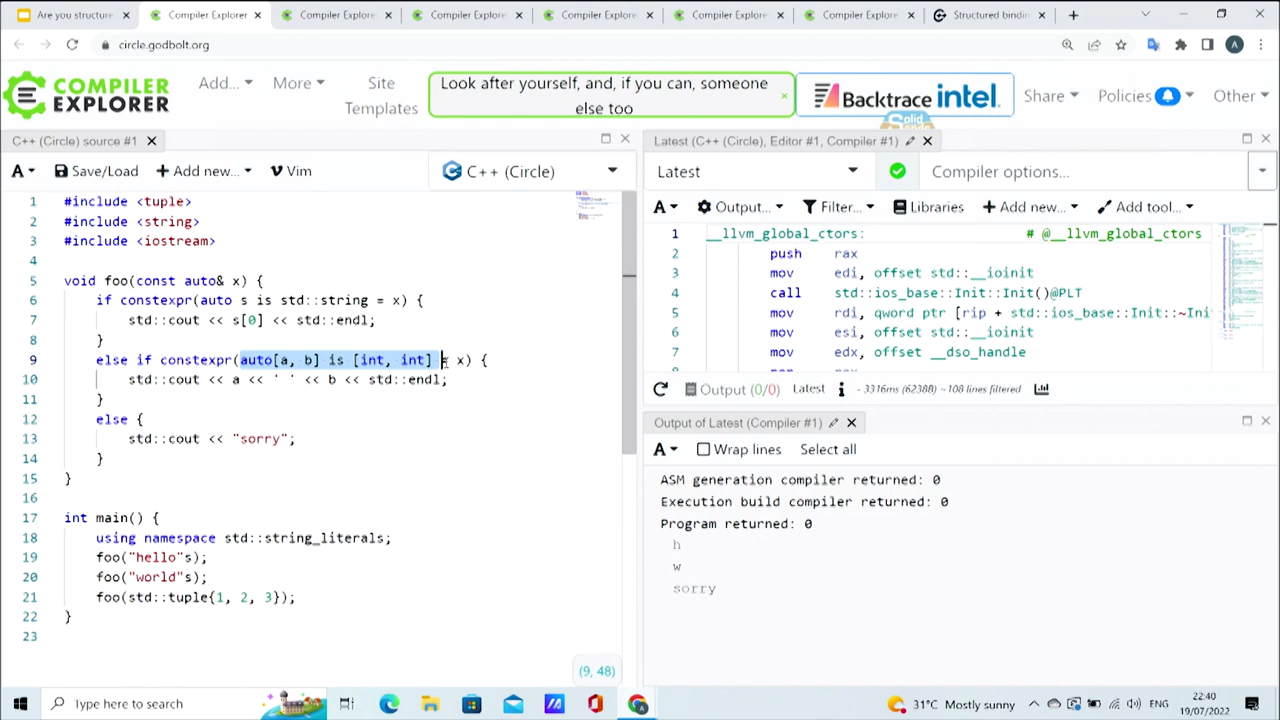 Are you structure
Compiler Explore
Compiler Explore
Compiler Explore
Compiler Explore
Compiler Explore
Compiler Explore
Structured bindin
circle.godbolt.org
A
COMPILER
EXPLORER
Add...
More
Site
Templates
Look after yourself, and, if you can, someone
else too
Backtrace
intel.
Solid
Share
Policies
Other
C++ (Circle) source #1
Latest (C++ (Circle), Editor #1, Compiler #1)
A
Save/Load
Add new...
Vim
C++ (Circle)
Latest
Compiler options...
A
Output...
Filter...
Libraries
Add new...
Add tool...
1 #include <tuple>
2 #include <string>
3 #include <iostream>
4
5 void foo(const auto& x) {
6 if constexpr(auto s is std::string = x) {
7 std::cout << s[0] << std::endl;
8 }
9 else if constexpr(auto[a, b] is [int, int] = x) {
10 std::cout << a << ' ' << b << std::endl;
11 }
12 else {
13 std::cout << "sorry";
14 }
15 }
16
17 int main() {
18 using namespace std::string_literals;
19 foo("hello"s);
20 foo("world"s);
21 foo(std::tuple{1, 2, 3});
22 }
23
(9, 48)
1 __llvm_global_ctors: # @__llvm_global_ctors
2 push rax
3 mov edi, offset std::__ioinit
4 call std::ios_base::Init::Init()@PLT
5 mov rdi, qword ptr [rip + std::ios_base::Init::~Ini
6 mov esi, offset std::__ioinit
7 mov edx, offset __dso_handle
Output (0/0) Latest - 3316ms (6238B) ~108 lines filtered
Output of Latest (Compiler #1)
A
Wrap lines
Select all
ASM generation compiler returned: 0
Execution build compiler returned: 0
Program returned: 0
h
w
sorry
Type here to search
31°C Mostly sunny
ENG
22:40
19/07/2022